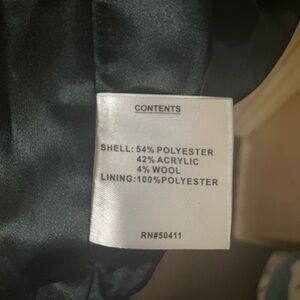 CONTENTS
SHELL: 54% POLYESTER
42% ACRYLIC
4% WOOL
LINING:100%POLYESTER
RN#50411